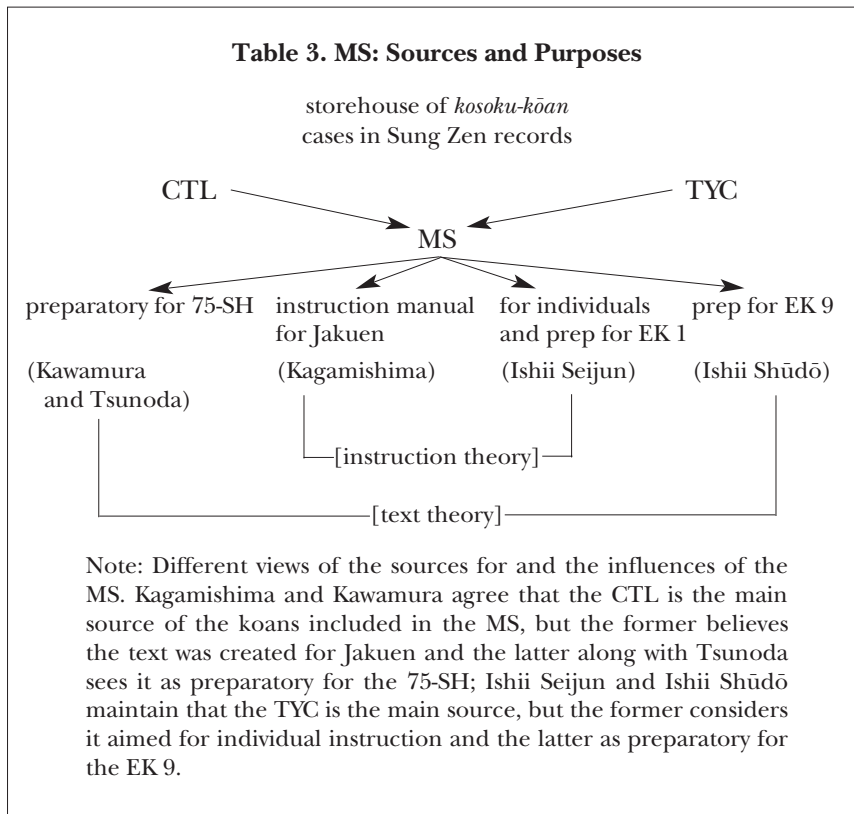 Table 3. MS: Sources and Purposes
storehouse of kosoku-kōan
cases in Sung Zen records
CTL TYC
MS
preparatory for 75-SH instruction manual for individuals prep for EK 9
for Jakuen and prep for EK 1
(Kawamura (Kagamishima) (Ishii Seijun) (Ishii Shūdō)
and Tsunoda)
[instruction theory]
[text theory]
Note: Different views of the sources for and the influences of the
MS. Kagamishima and Kawamura agree that the CTL is the main
source of the koans included in the MS, but the former believes
the text was created for Jakuen and the latter along with Tsunoda
sees it as preparatory for the 75-SH; Ishii Seijun and Ishii Shūdō
maintain that the TYC is the main source, but the former considers
it aimed for individual instruction and the latter as preparatory for
the EK 9.